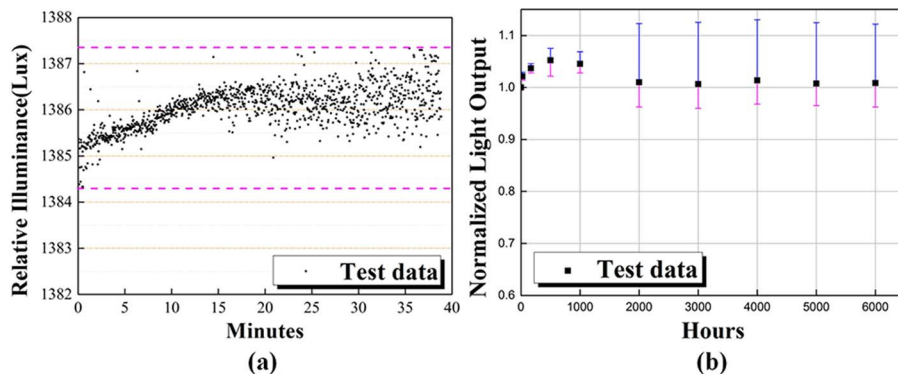 1388
1387
1386
1385
1384
1383
1382
Relative Illuminance(Lux)
Test data
0 5 10 15 20 25 30 35 40
Minutes
(a)
1.1
1.0
0.9
0.8
0.7
0.6
Normalized Light Output
Test data
0 1000 2000 3000 4000 5000 6000
Hours
(b)